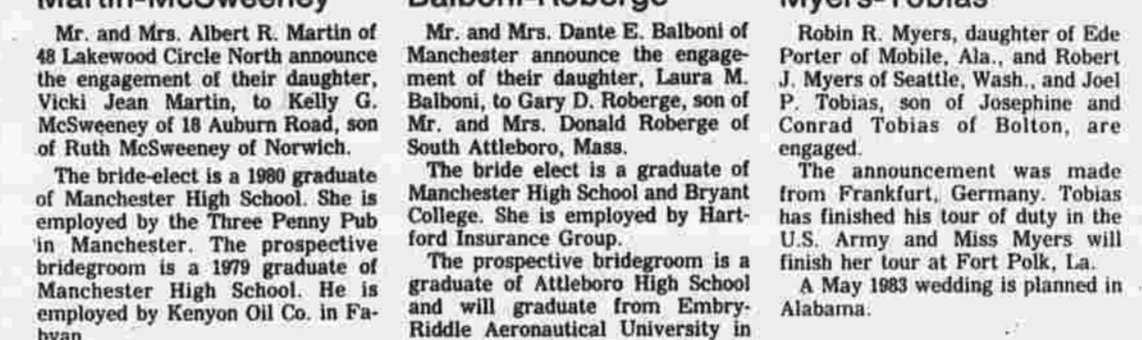 Martin-McSweeney
Mr. and Mrs. Albert R. Martin of
48 Lakewood Circle North announce
the engagement of their daughter,
Vicki Jean Martin, to Kelly G.
McSweeney of 18 Auburn Road, son
of Ruth McSweeney of Norwich.
The bride-elect is a 1980 graduate
of Manchester High School. She is
employed by the Three Penny Pub
in Manchester. The prospective
bridegroom is a 1979 graduate of
Manchester High School. He is
employed by Kenyon Oil Co. in Fa-
byan.
Balboni-Roberge
Mr. and Mrs. Dante E. Balboni of
Manchester announce the engage-
ment of their daughter, Laura M.
Balboni, to Gary D. Roberge, son of
Mr. and Mrs. Donald Roberge of
South Attleboro, Mass.
The bride elect is a graduate of
Manchester High School and Bryant
College. She is employed by Hart-
ford Insurance Group.
The prospective bridegroom is a
graduate of Attleboro High School
and will graduate from Embry-
Riddle Aeronautical University in
Myers-Tobias
Robin R. Myers, daughter of Ede
Porter of Mobile, Ala., and Robert
J. Myers of Seattle, Wash., and Joel
P. Tobias, son of Josephine and
Conrad Tobias of Bolton, are
engaged.
The announcement was made
from Frankfurt, Germany. Tobias
has finished his tour of duty in the
U.S. Army and Miss Myers will
finish her tour at Fort Polk, La.
A May 1983 wedding is planned in
Alabama.